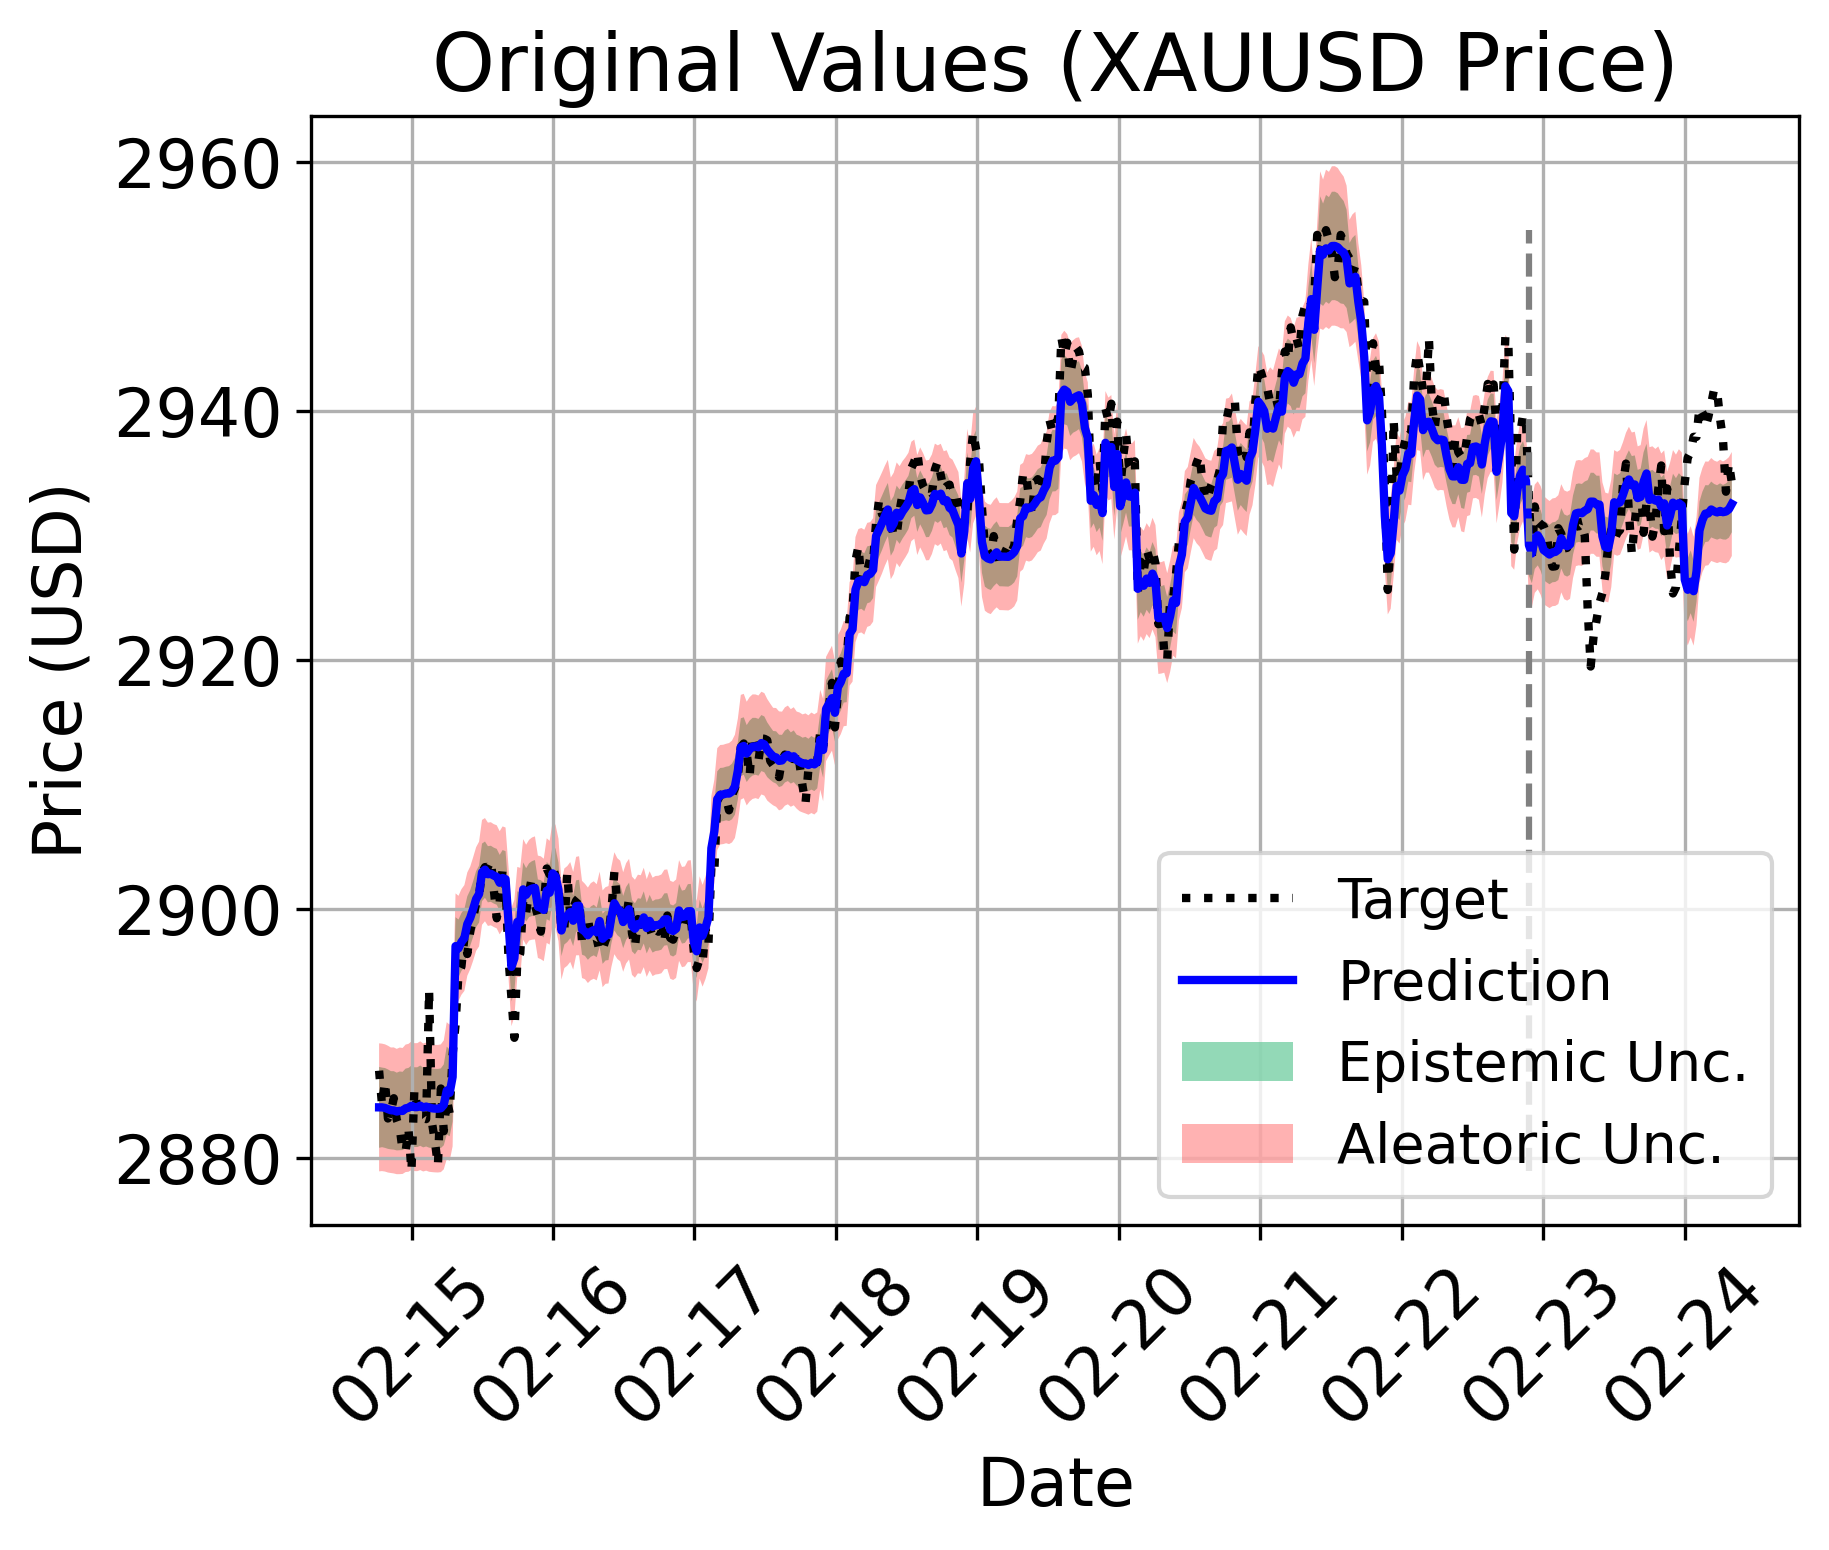 Original Values (XAUUSD Price)
Price (USD)
2960
2940
2920
2900
2880
Target
Prediction
Epistemic Unc.
Aleatoric Unc.
02-15
02-16
02-17
02-18
02-19
02-20
02-21
02-22
02-23
02-24
Date